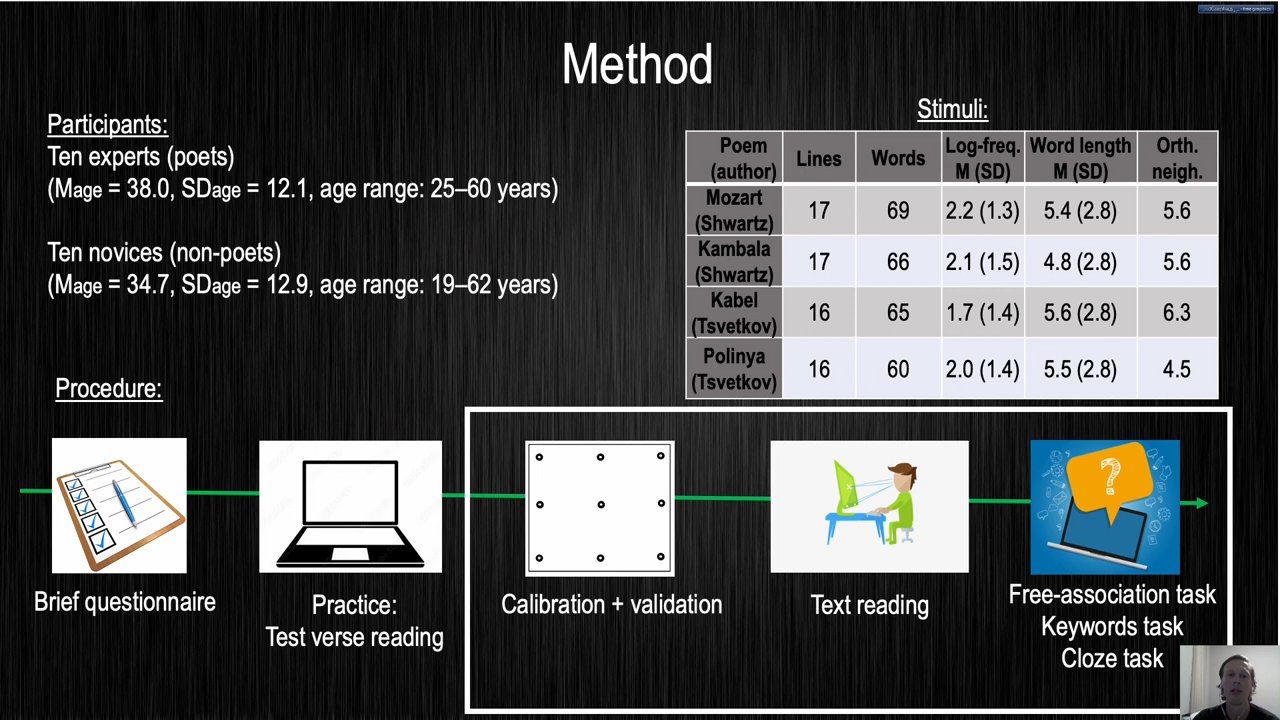 Method
Participants:
Ten experts (poets)
(Mage = 38.0, SDage = 12.1, age range: 25–60 years)
Ten novices (non-poets)
(Mage = 34.7, SDage = 12.9, age range: 19–62 years)
Stimuli:
Poem (author) Lines Words Log-freq. M (SD) Word length M (SD) Orth. neigh.
Mozart (Shwartz) 17 69 2.2 (1.3) 5.4 (2.8) 5.6
Kambala (Shwartz) 17 66 2.1 (1.5) 4.8 (2.8) 5.6
Kabel (Tsvetkov) 16 65 1.7 (1.4) 5.6 (2.8) 6.3
Polinya (Tsvetkov) 16 60 2.0 (1.4) 5.5 (2.8) 4.5
Procedure:
?
Brief questionnaire
Practice:
Test verse reading
Calibration + validation
Text reading
Free-association task
Keywords task
Cloze task